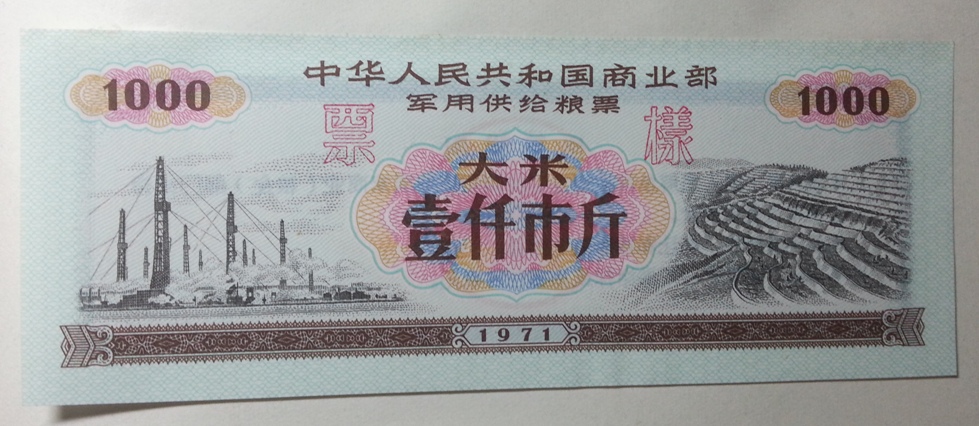 中华人民共和国商业部
1000 军用供给粮票 1000
票 樣
大米
壹仟市斤
1971